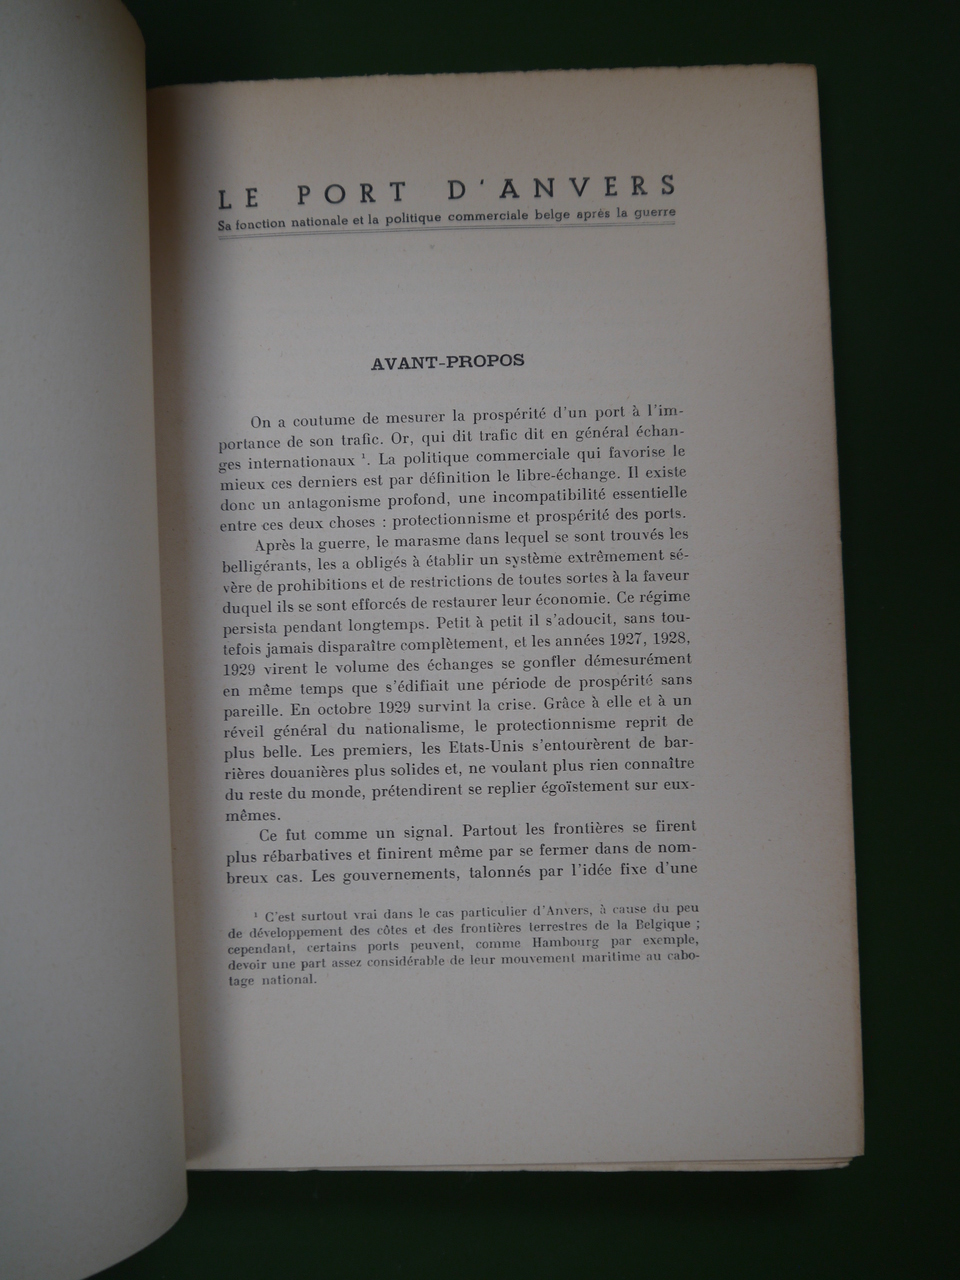 LE PORT D'ANVERS
Sa fonction nationale et la politique commerciale belge après la guerre
AVANT-PROPOS
On a coutume de mesurer la prospérité d'un port à l'im-
portance de son trafic. Or, qui dit trafic dit en général échan-
ges internationaux ¹. La politique commerciale qui favorise le
mieux ces derniers est par définition le libre-échange. Il existe
donc un antagonisme profond, une incompatibilité essentielle
entre ces deux choses : protectionnisme et prospérité des ports.
Après la guerre, le marasme dans lequel se sont trouvés les
belligérants, les a obligés à établir un système extrêmement sé-
vère de prohibitions et de restrictions de toutes sortes à la faveur
duquel ils se sont efforcés de restaurer leur économie. Ce régime
persista pendant longtemps. Petit à petit il s'adoucit, sans tou-
tefois jamais disparaître complètement, et les années 1927, 1928,
1929 virent le volume des échanges se gonfler démesurément
en même temps que s'édifiait une période de prospérité sans
pareille. En octobre 1929 survint la crise. Grâce à elle et à un
réveil général du nationalisme, le protectionnisme reprit de
plus belle. Les premiers, les Etats-Unis s'entourèrent de bar-
rières douanières plus solides et, ne voulant plus rien connaître
du reste du monde, prétendirent se replier égoïstement sur eux-
mêmes.
Ce fut comme un signal. Partout les frontières se firent
plus rébarbatives et finirent même par se fermer dans de nom-
breux cas. Les gouvernements, talonnés par l'idée fixe d'une
¹ C'est surtout vrai dans le cas particulier d'Anvers, à cause du peu
de développement des côtes et des frontières terrestres de la Belgique ;
cependant, certains ports peuvent, comme Hambourg par exemple,
devoir une part assez considérable de leur mouvement maritime au cabo-
tage national.